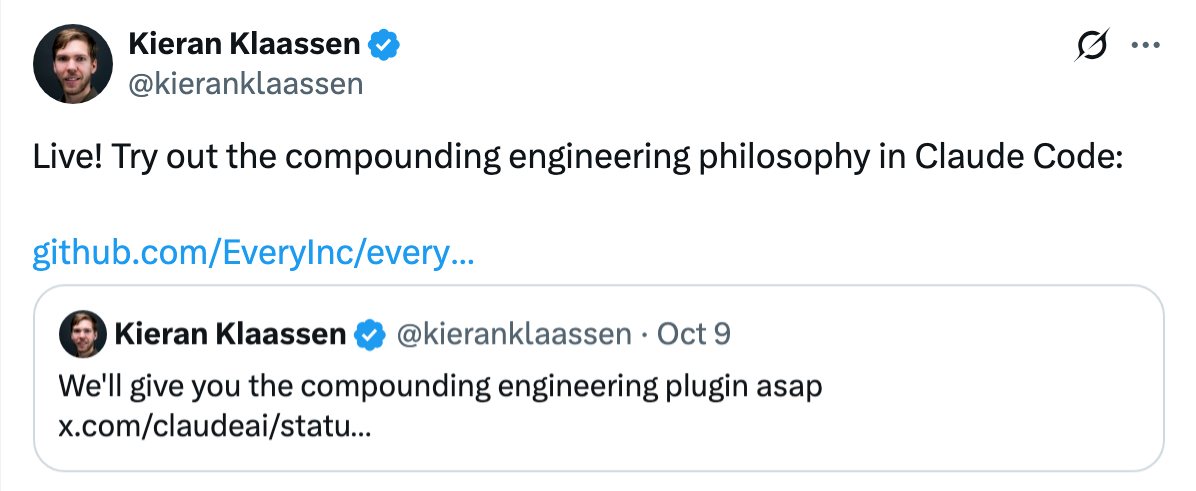 Kieran Klaassen
@kieranklaassen
Live! Try out the compounding engineering philosophy in Claude Code:
github.com/EveryInc/every...
Kieran Klaassen @kieranklaassen · Oct 9
We'll give you the compounding engineering plugin asap
x.com/claudeai/statu...